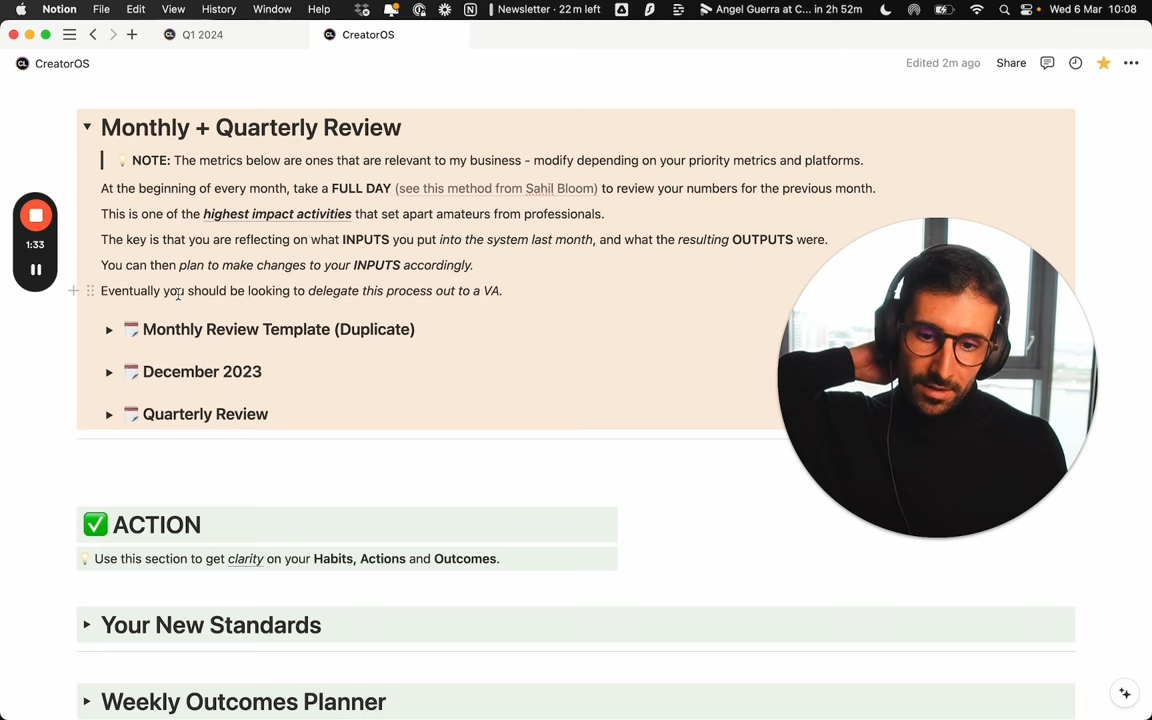 Notion File Edit View History Window Help Newsletter · 22 m left Angel Guerra at C... in 2h 52m Wed 6 Mar 10:08
Q1 2024 CreatorOS
CreatorOS Edited 2m ago Share
Monthly + Quarterly Review
NOTE: The metrics below are ones that are relevant to my business - modify depending on your priority metrics and platforms.
At the beginning of every month, take a FULL DAY (see this method from Sahil Bloom) to review your numbers for the previous month.
This is one of the highest impact activities that set apart amateurs from professionals.
The key is that you are reflecting on what INPUTS you put into the system last month, and what the resulting OUTPUTS were.
1:33
You can then plan to make changes to your INPUTS accordingly.
Eventually you should be looking to delegate this process out to a VA.
Monthly Review Template (Duplicate)
December 2023
Quarterly Review
ACTION
Use this section to get clarity on your Habits, Actions and Outcomes.
Your New Standards
Weekly Outcomes Planner